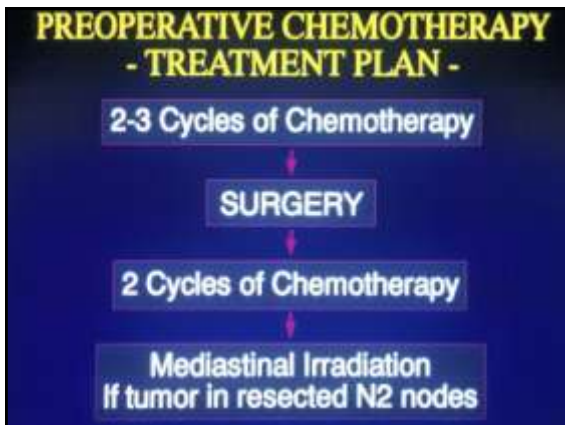 PREOPERATIVE CHEMOTHERAPY
- TREATMENT PLAN -
2-3 Cycles of Chemotherapy
SURGERY
2 Cycles of Chemotherapy
Mediastinal Irradiation
If tumor in resected N2 nodes